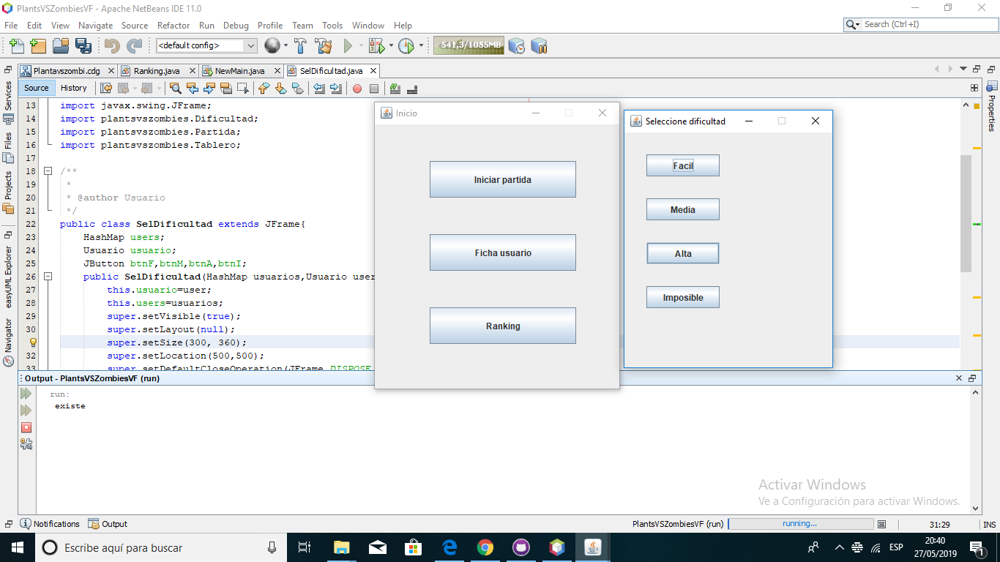 PlantsVSZombiesVF - Apache NetBeans IDE 11.0
File Edit View Navigate Source Refactor Run Debug Profile Team Tools Window Help
Search (Ctrl+I)
<default config>
541,3/1055MB
Plantavszombi.cdg Ranking.java NewMain.java SelDificultad.java
Source History
Services
Files
Projects
easyUML Explorer
Navigator
Properties
13 import javax.swing.JFrame;
14 import plantsvszombies.Dificultad;
15 import plantsvszombies.Partida;
16 import plantsvszombies.Tablero;
17
18 /**
19 *
20 * @author Usuario
21 */
22 public class SelDificultad extends JFrame{
23 HashMap users;
24 Usuario usuario;
25 JButton btnF,btnM,btnA,btnI;
26 public SelDificultad(HashMap usuarios,Usuario user
27 this.usuario=user;
28 this.users=usuarios;
29 super.setVisible(true);
30 super.setLayout(null);
super.setSize(300, 360);
32 super.setLocation(500,500);
33 super.setDefaultCloseOperation(JFrame.DISPOSE
Inicio
Iniciar partida
Ficha usuario
Ranking
Seleccione dificultad
Facil
Media
Alta
Imposible
Output - PlantsVSZombiesVF (run)
run:
existe
Activar Windows
Ve a Configuración para activar Windows.
Notifications Output
PlantsVSZombiesVF (run) running... 31:29 INS
Escribe aquí para buscar
ESP
20:40
27/05/2019
1